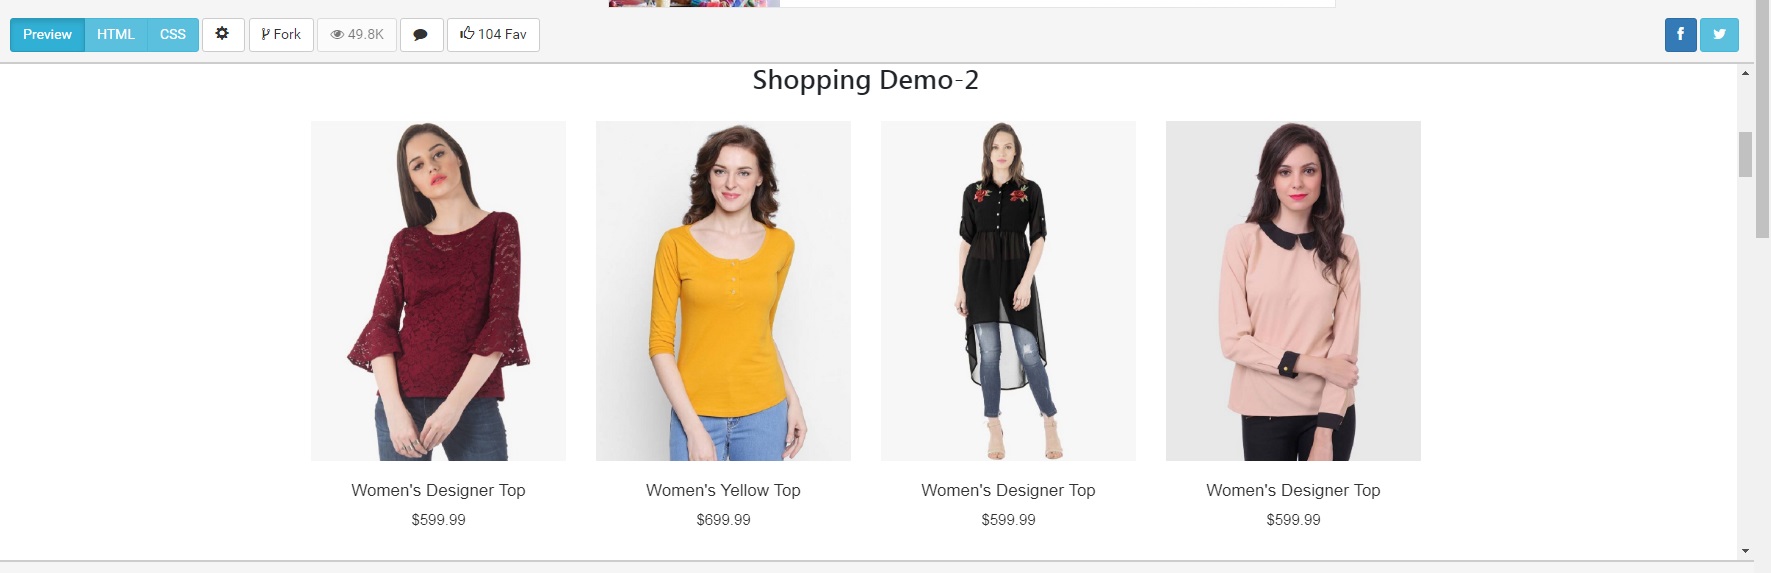 Preview HTML CSS Fork 49.8K 104 Fav
Shopping Demo-2
Women's Designer Top Women's Yellow Top Women's Designer Top Women's Designer Top
$599.99 $699.99 $599.99 $599.99